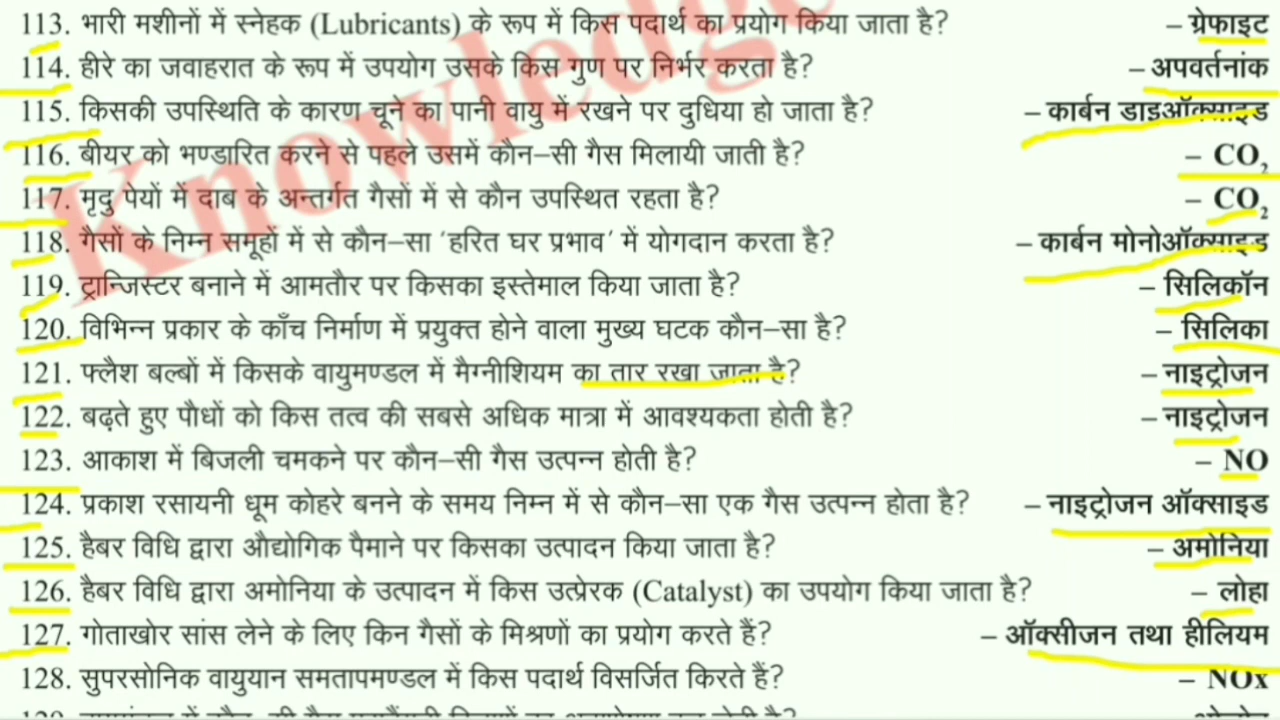 113. भारी मशीनों में स्नेहक (Lubricants) के रूप में किस पदार्थ का प्रयोग किया जाता है? – ग्रेफाइट
114. हीरे का जवाहरात के रूप में उपयोग उसके किस गुण पर निर्भर करता है? – अपवर्तनांक
115. किसकी उपस्थिति के कारण चूने का पानी वायु में रखने पर दुधिया हो जाता है? – कार्बन डाइऑक्साइड
116. बीयर को भण्डारित करने से पहले उसमें कौन–सी गैस मिलायी जाती है? – CO₂
117. मृदु पेयों में दाब के अन्तर्गत गैसों में से कौन उपस्थित रहता है? – CO₂
118. गैसों के निम्न समूहों में से कौन–सा ‘हरित घर प्रभाव’ में योगदान करता है? – कार्बन मोनोऑक्साइड
119. ट्रान्जिस्टर बनाने में आमतौर पर किसका इस्तेमाल किया जाता है? – सिलिकॉन
120. विभिन्न प्रकार के काँच निर्माण में प्रयुक्त होने वाला मुख्य घटक कौन–सा है? – सिलिका
121. फ्लैश बल्बों में किसके वायुमण्डल में मैग्नीशियम का तार रखा जाता है? – नाइट्रोजन
122. बढ़ते हुए पौधों को किस तत्व की सबसे अधिक मात्रा में आवश्यकता होती है? – नाइट्रोजन
123. आकाश में बिजली चमकने पर कौन–सी गैस उत्पन्न होती है? – NO
124. प्रकाश रसायनी धूम कोहरे बनने के समय निम्न में से कौन–सा एक गैस उत्पन्न होता है? – नाइट्रोजन ऑक्साइड
125. हैबर विधि द्वारा औद्योगिक पैमाने पर किसका उत्पादन किया जाता है? – अमोनिया
126. हैबर विधि द्वारा अमोनिया के उत्पादन में किस उत्प्रेरक (Catalyst) का उपयोग किया जाता है? – लोहा
127. गोताखोर सांस लेने के लिए किन गैसों के मिश्रणों का प्रयोग करते हैं? – ऑक्सीजन तथा हीलियम
128. सुपरसोनिक वायुयान समतापमण्डल में किस पदार्थ विसर्जित किरते हैं? – NOx
Knowledge